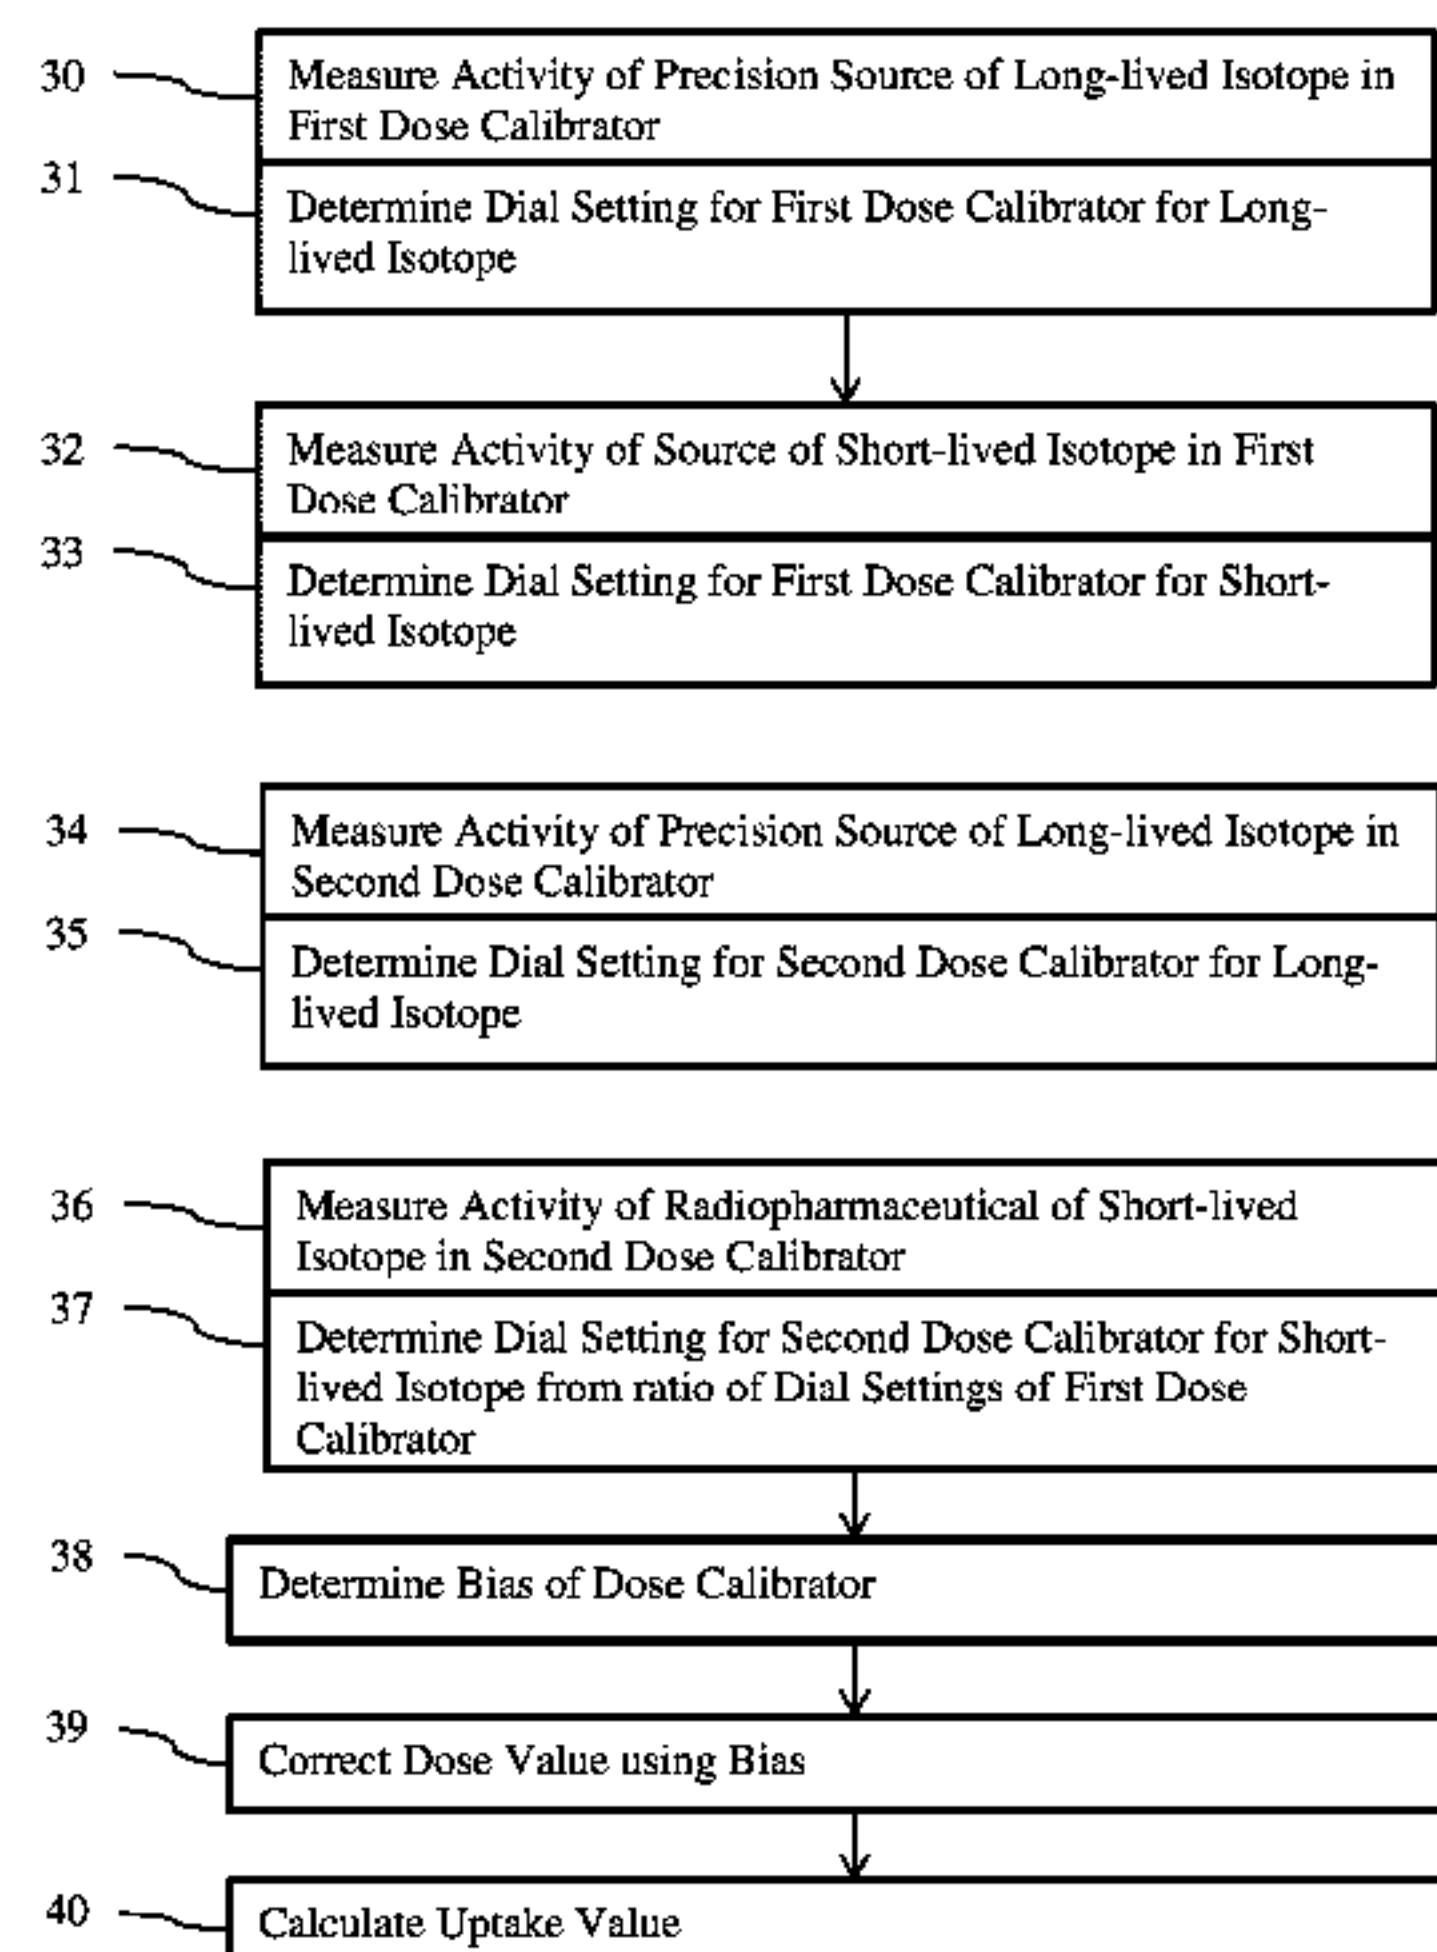 30
Measure Activity of Precision Source of Long-lived Isotope in
First Dose Calibrator
31
Determine Dial Setting for First Dose Calibrator for Long-
lived Isotope
32
Measure Activity of Source of Short-lived Isotope in First
Dose Calibrator
33
Determine Dial Setting for First Dose Calibrator for Short-
lived Isotope
34
Measure Activity of Precision Source of Long-lived Isotope in
Second Dose Calibrator
35
Determine Dial Setting for Second Dose Calibrator for Long-
lived Isotope
36
Measure Activity of Radiopharmaceutical of Short-lived
Isotope in Second Dose Calibrator
37
Determine Dial Setting for Second Dose Calibrator for Short-
lived Isotope from ratio of Dial Settings of First Dose
Calibrator
38
Determine Bias of Dose Calibrator
39
Correct Dose Value using Bias
40
Calculate Uptake Value